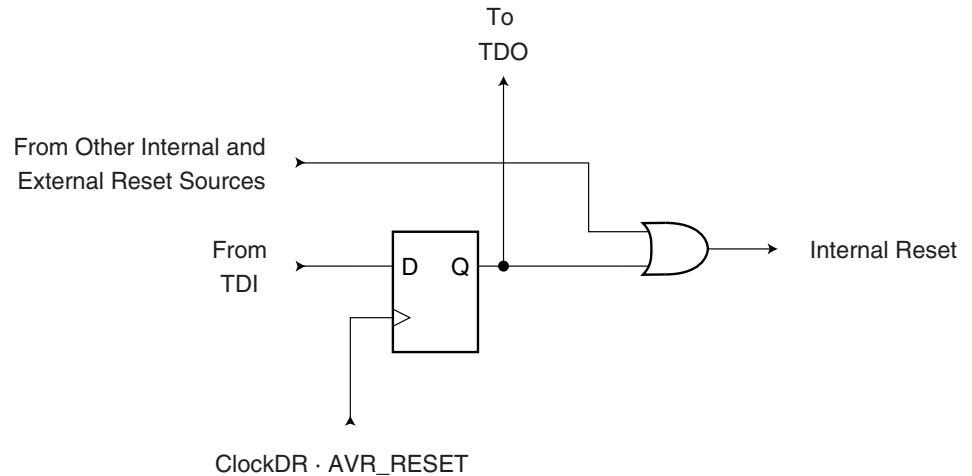 To
TDO
From Other Internal and
External Reset Sources
From
TDI
D Q
Internal Reset
ClockDR · AVR_RESET